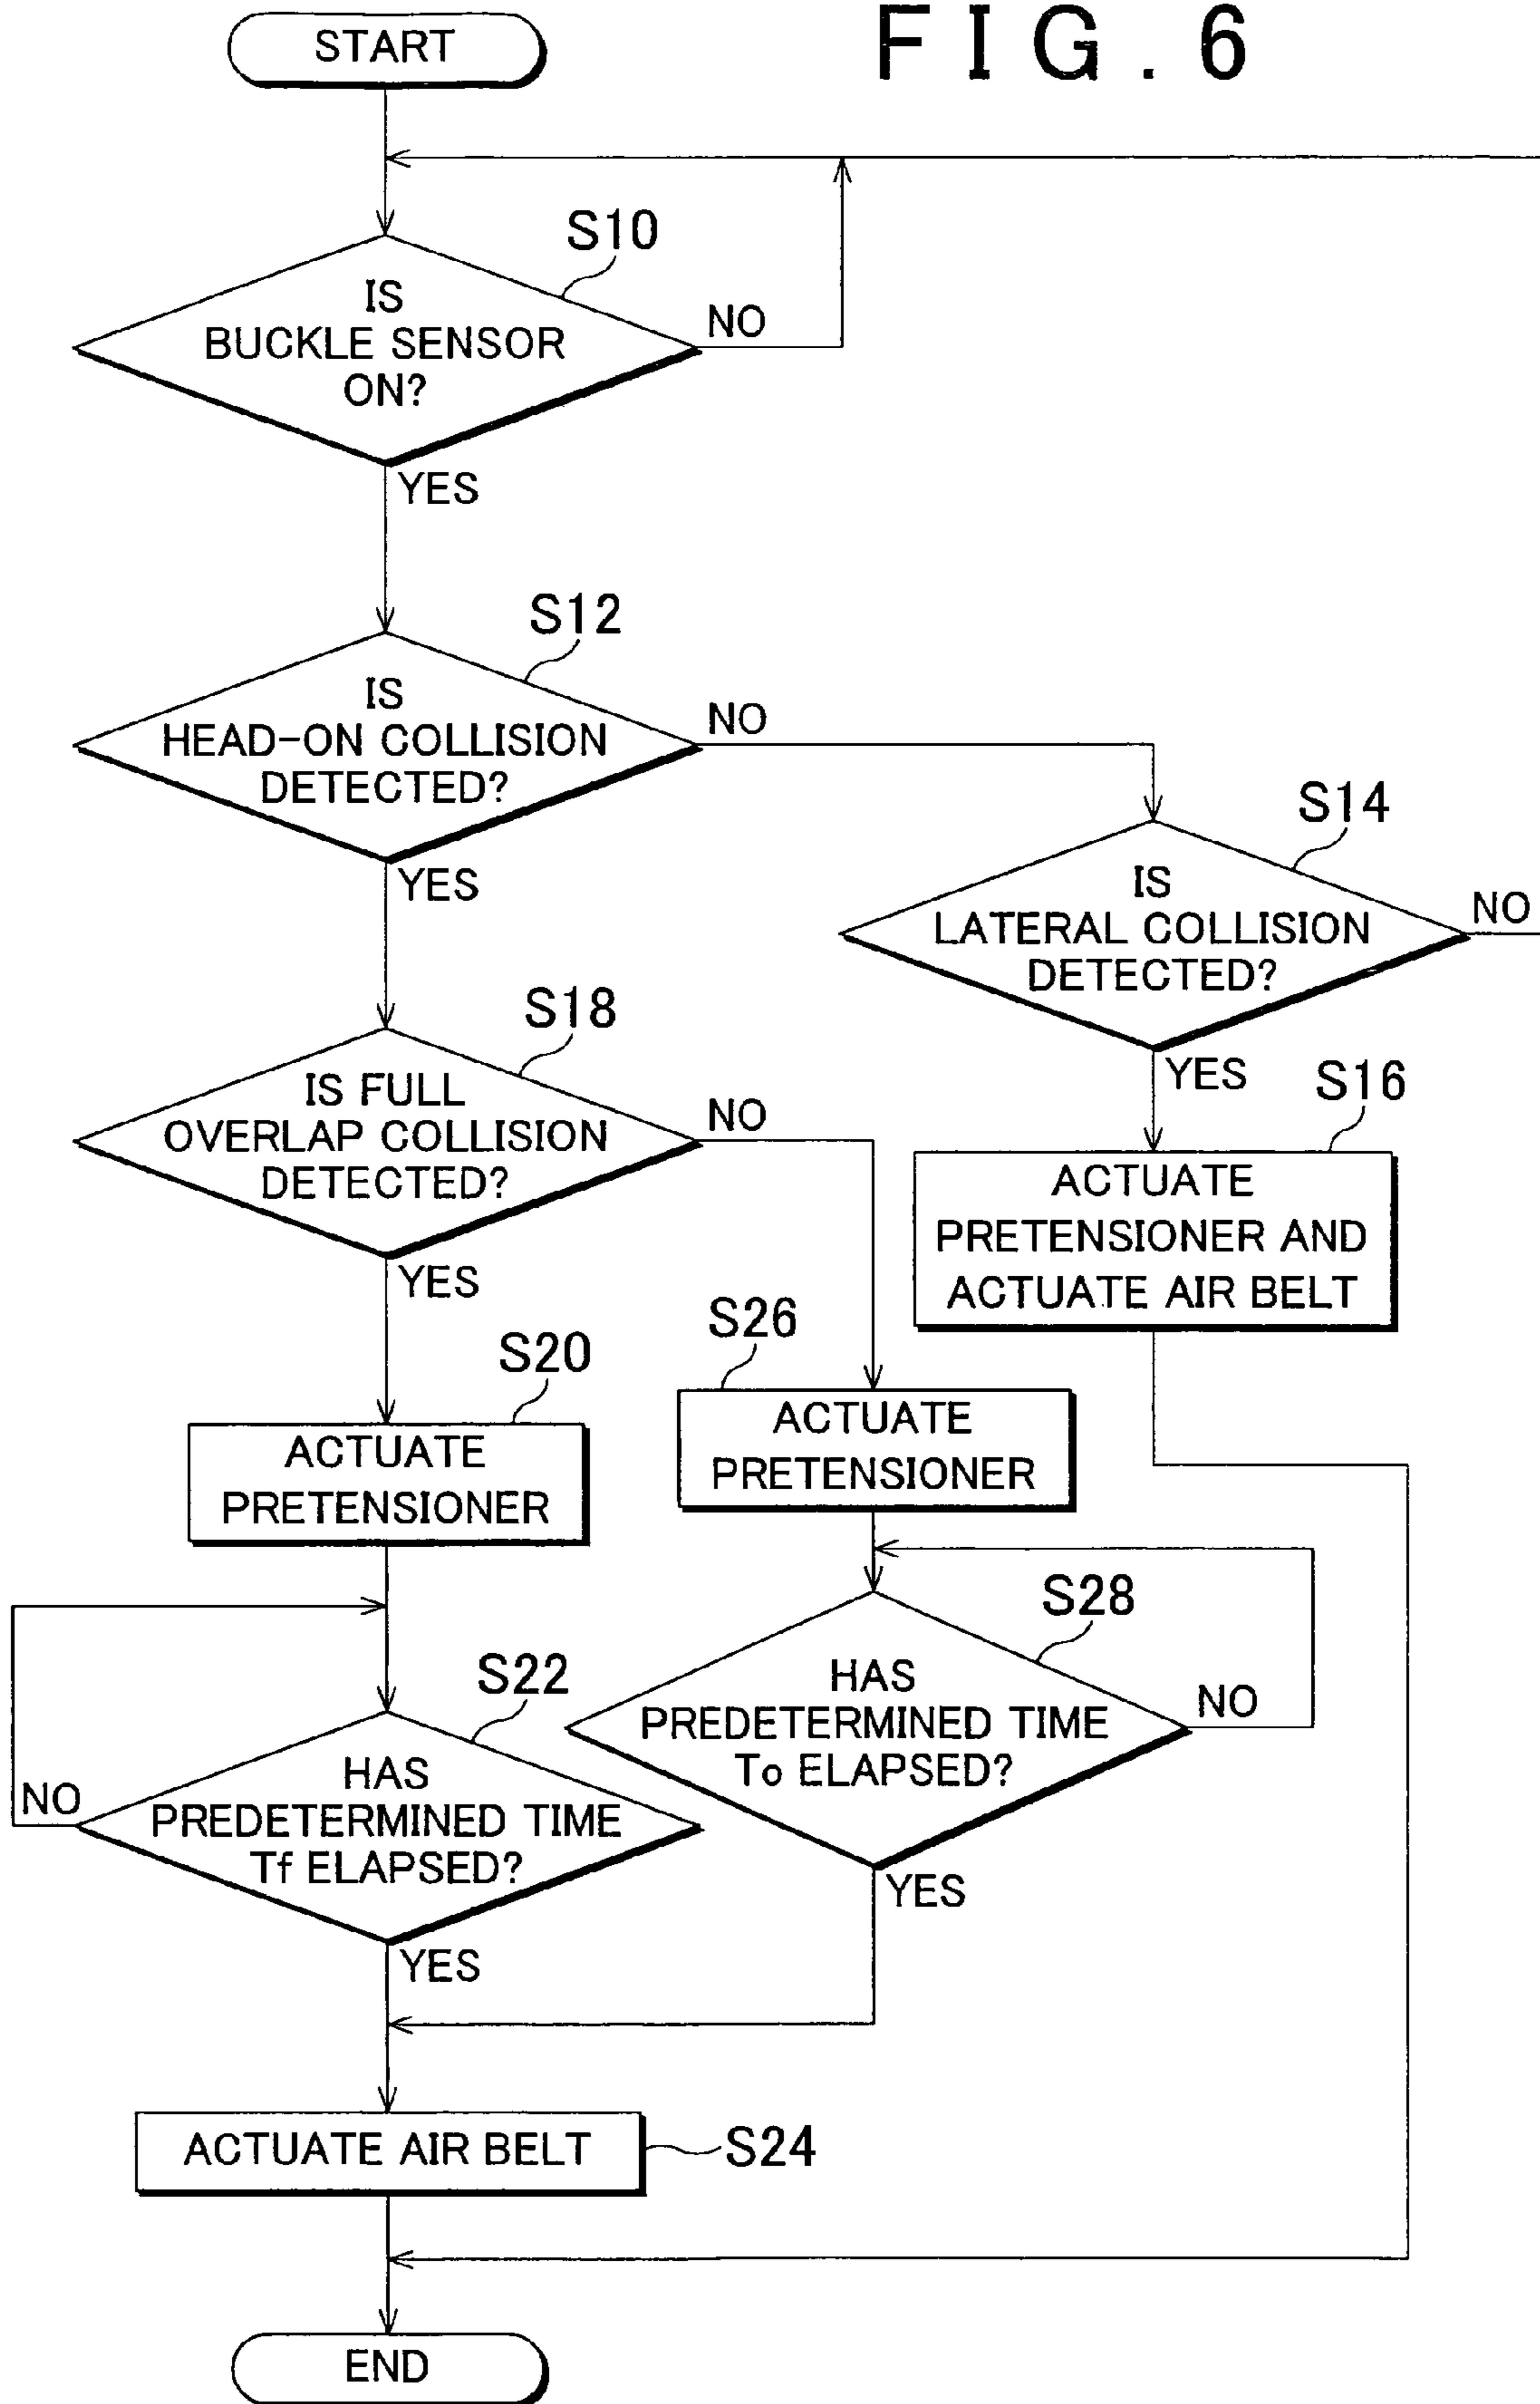 FIG. 6
START
S10
IS
BUCKLE SENSOR
ON?
NO
YES
S12
IS
HEAD-ON COLLISION
DETECTED?
NO
YES
S14
IS
LATERAL COLLISION
DETECTED?
NO
YES
S16
ACTUATE
PRETENSIONER AND
ACTUATE AIR BELT
S18
IS FULL
OVERLAP COLLISION
DETECTED?
NO
YES
S20
ACTUATE
PRETENSIONER
S26
ACTUATE
PRETENSIONER
S22
HAS
PREDETERMINED TIME
Tf ELAPSED?
NO
YES
S28
HAS
PREDETERMINED TIME
To ELAPSED?
NO
YES
ACTUATE AIR BELT
S24
END